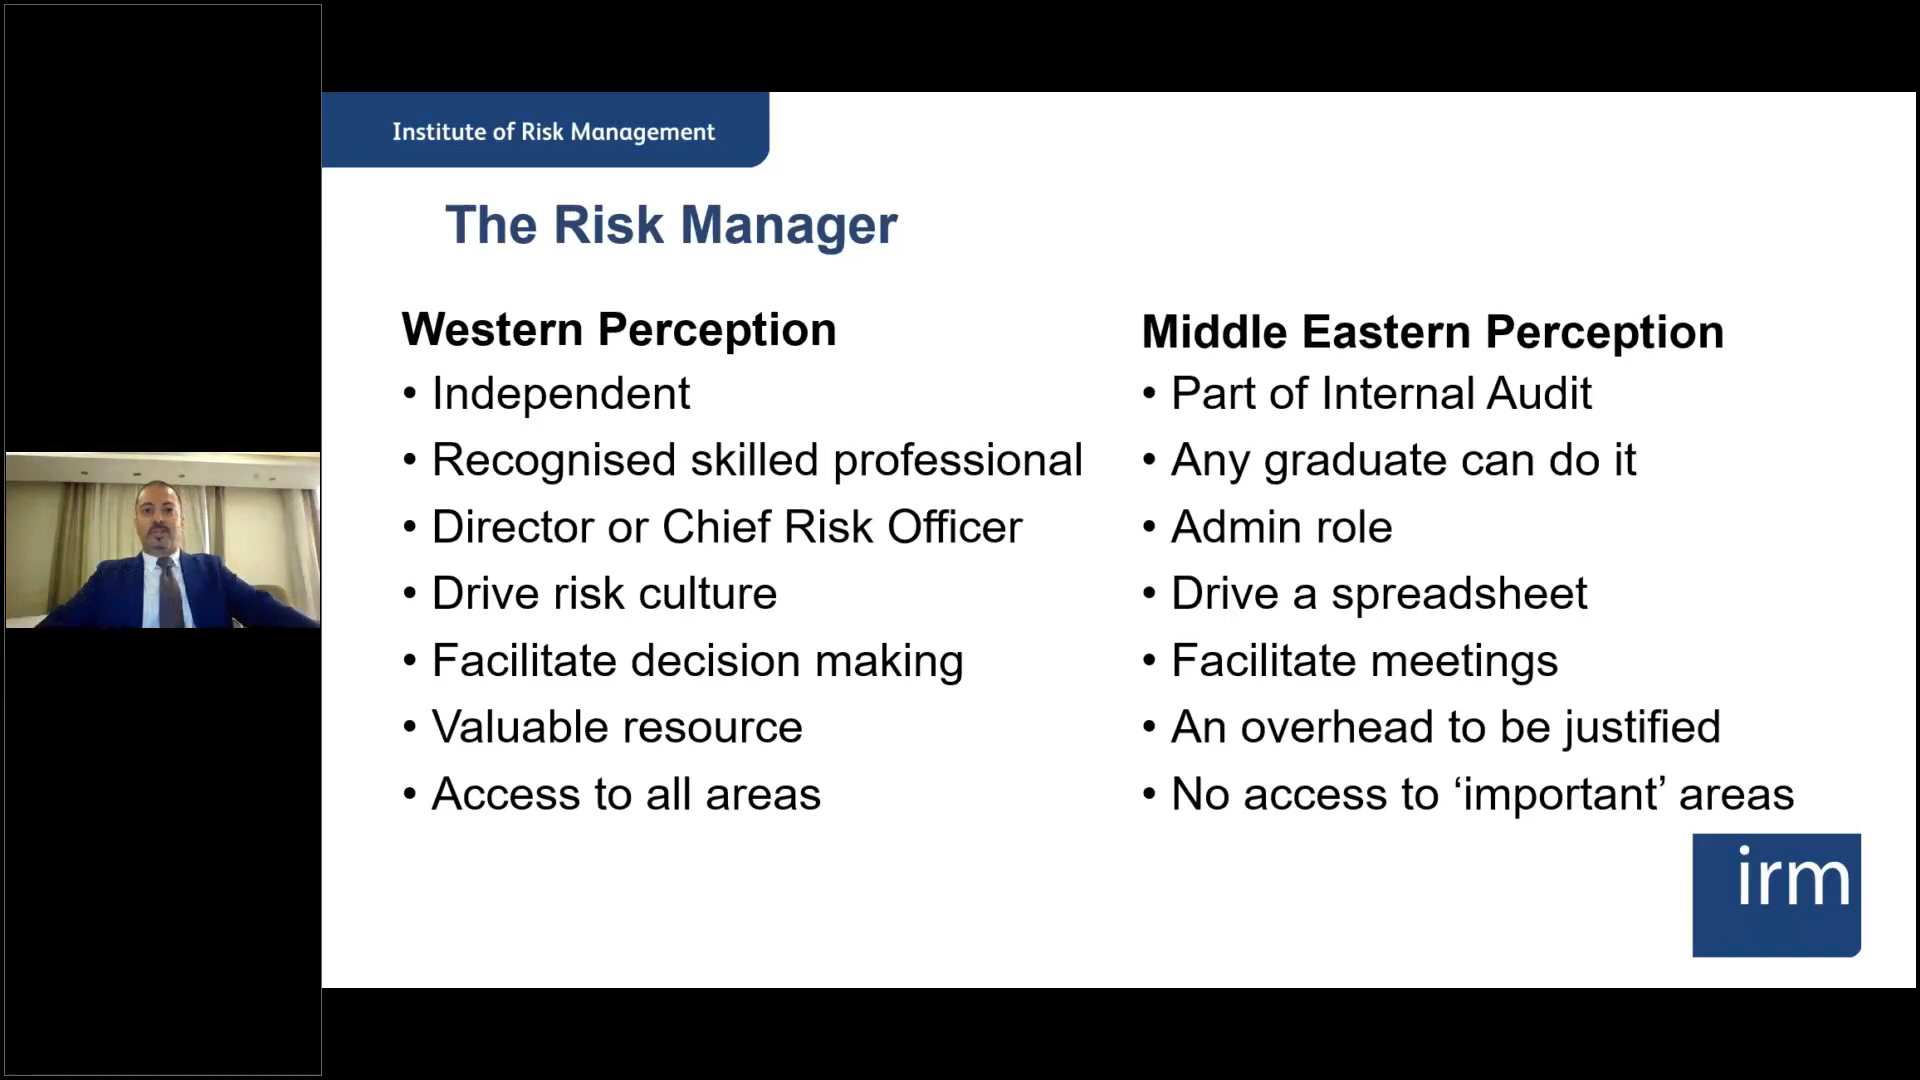 Institute of Risk Management
The Risk Manager
Western Perception
• Independent
• Recognised skilled professional
• Director or Chief Risk Officer
• Drive risk culture
• Facilitate decision making
• Valuable resource
• Access to all areas
Middle Eastern Perception
• Part of Internal Audit
• Any graduate can do it
• Admin role
• Drive a spreadsheet
• Facilitate meetings
• An overhead to be justified
• No access to ‘important’ areas
irm